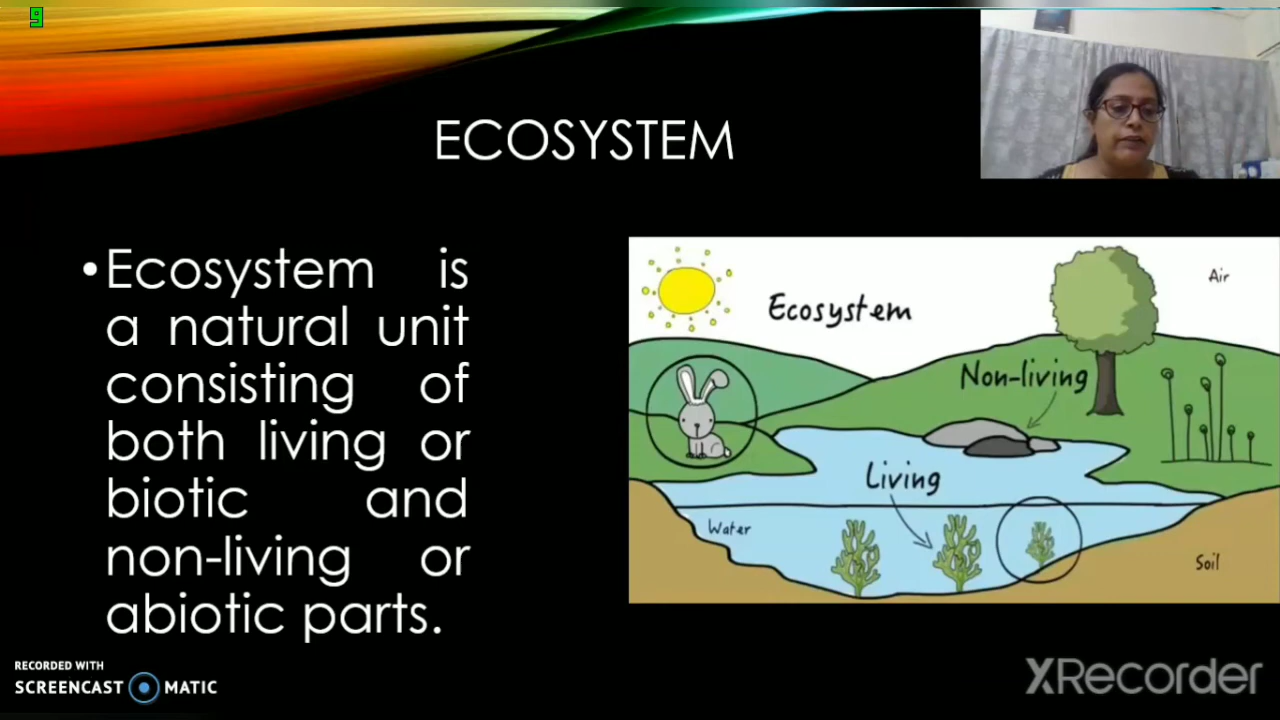 9
ECOSYSTEM
•Ecosystem is
a natural unit
consisting of
both living or
biotic and
non-living or
abiotic parts.
Air
Ecosystem
Non-living
Living
Water
Soil
RECORDED WITH
SCREENCAST MATIC
XRecorder